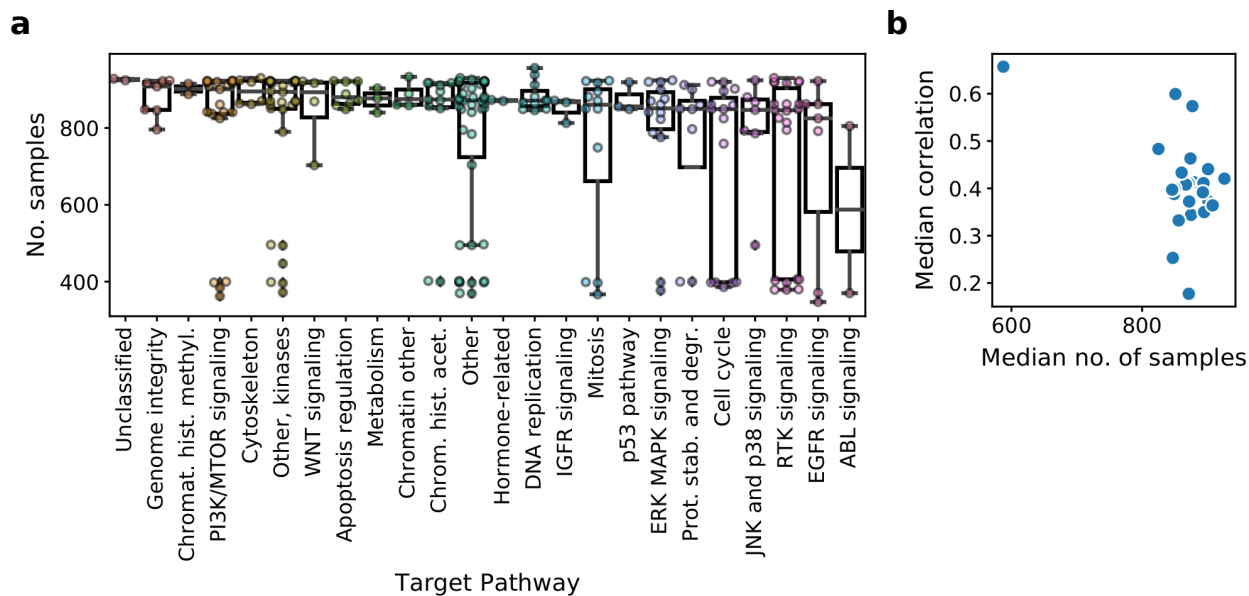 a
No. samples
800
600
400
Unclassified
Genome integrity
Chromat. hist. methyl.
PI3K/MTOR signaling
Cytoskeleton
Other, kinases
WNT signaling
Apoptosis regulation
Metabolism
Chromatin other
Chrom. hist. acet.
Other
Hormone-related
DNA replication
IGFR signaling
Mitosis
p53 pathway
ERK MAPK signaling
Prot. stab. and degr.
Cell cycle
JNK and p38 signaling
RTK signaling
EGFR signaling
ABL signaling
Target Pathway
b
Median correlation
0.6
0.5
0.4
0.3
0.2
600 800
Median no. of samples